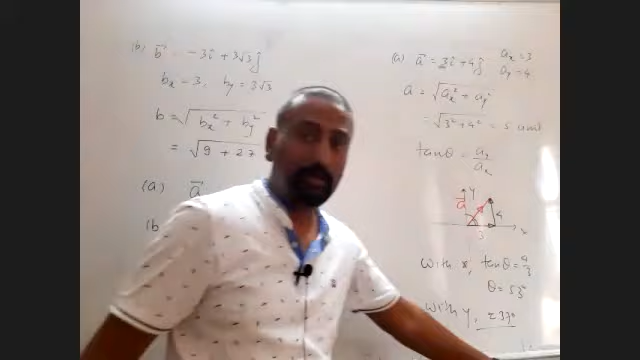 (b) b⃗ = -3î + 3√3 ĵ
bx = 3, by = 3√3
b = √bx² + by²
= √9 + 27
(a) a⃗
(b
(a) a⃗ = 3î + 4ĵ
ax = 3
ay = 4
a = √ax² + ay²
= √3² + 4² = 5 unit
tanθ = ay/ax
y
a⃗
4
3
x
With x, tanθ = 4/3
θ = 53°
With y, = 37°